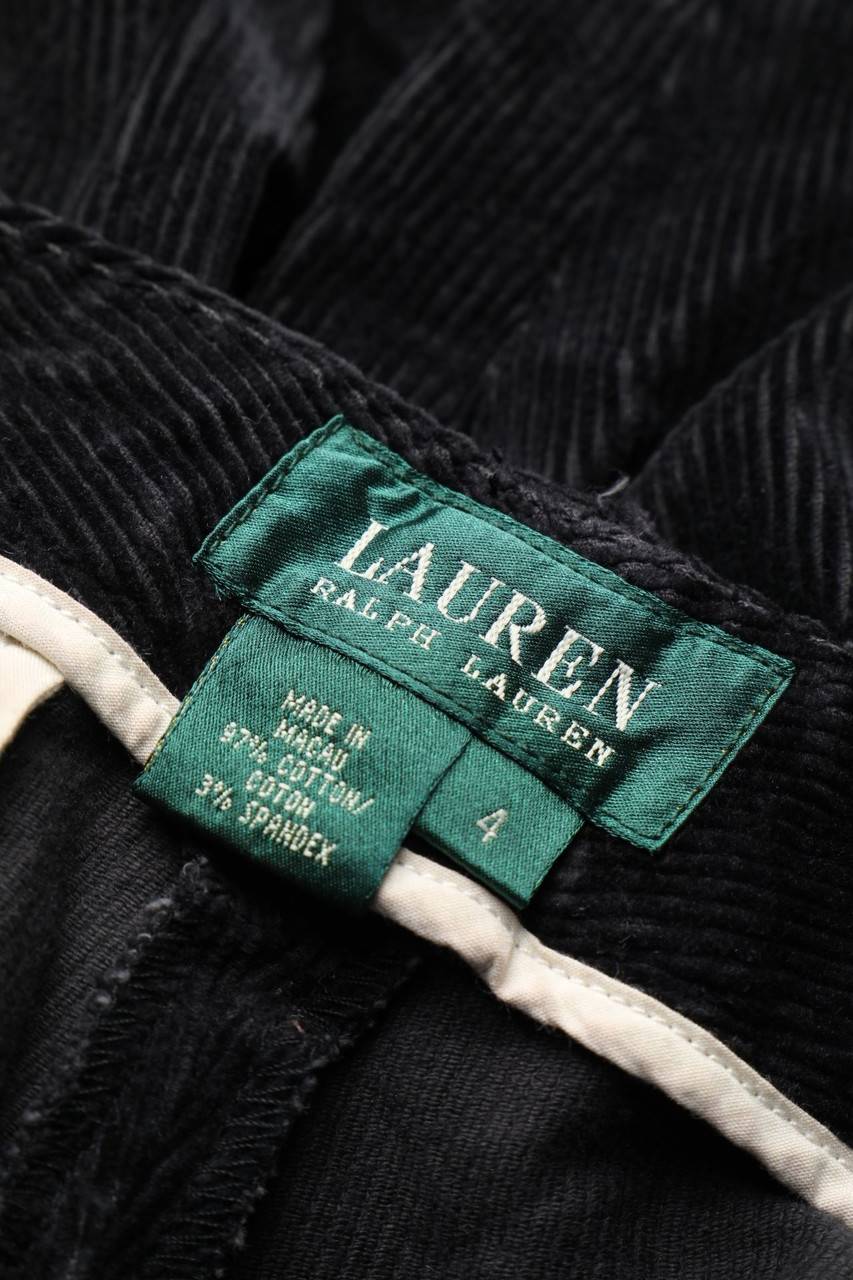 LAUREN
RALPH LAUREN
MADE IN
MACAU
97% COTTON/
COTON
3% SPANDEX
4